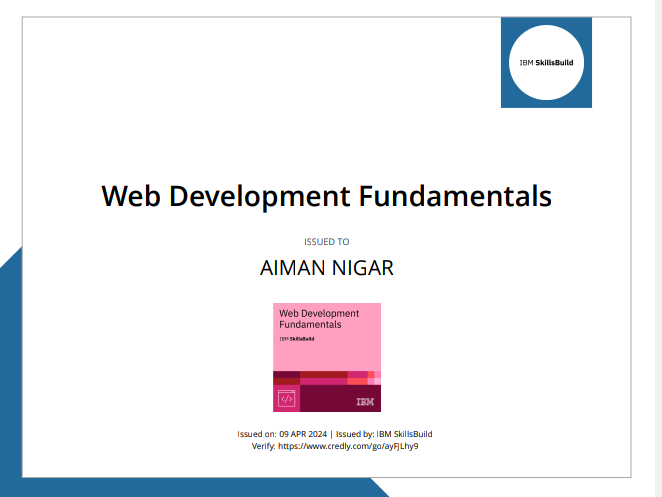 IBM SkillsBuild
Web Development Fundamentals
ISSUED TO
AIMAN NIGAR
Web Development
Fundamentals
IBM SkillsBuild
</>
IBM
Issued on: 09 APR 2024 | Issued by: IBM SkillsBuild
Verify: https://www.credly.com/go/ayFJLhy9